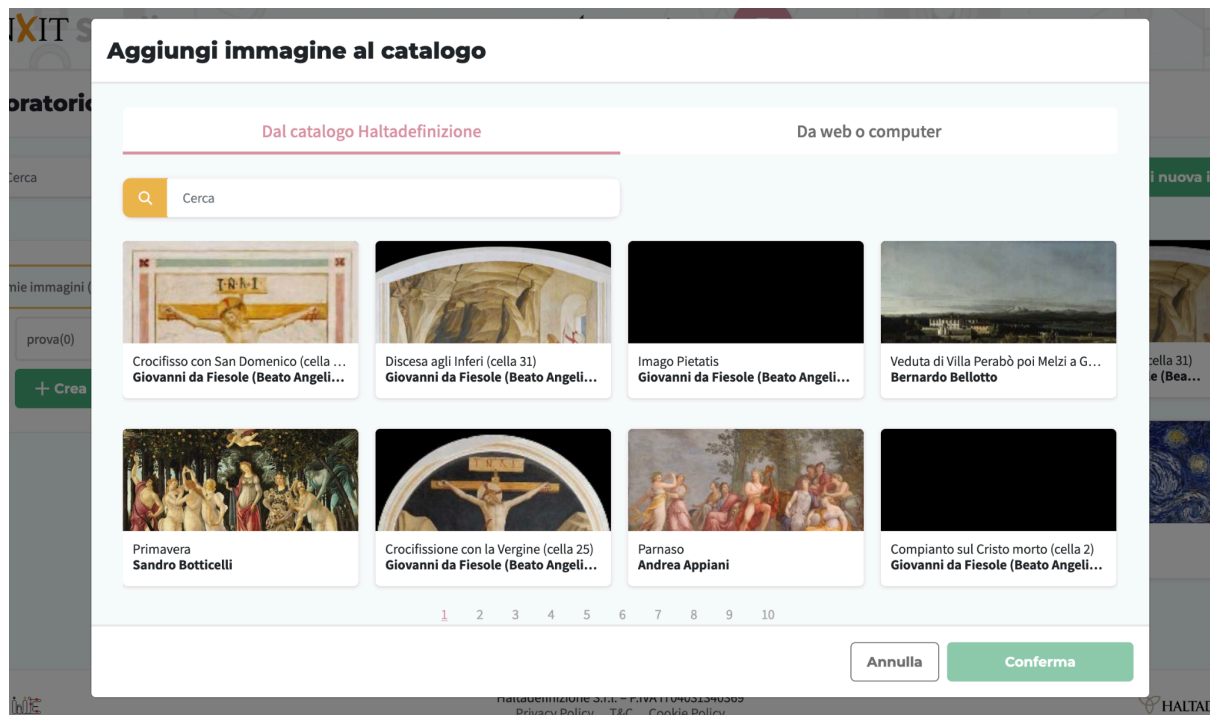 XIT
Aggiungi immagine al catalogo
Dal catalogo Haltadefinizione
Da web o computer
Cerca
Cerca
i nuova i
I·N·R·I
Crocifisso con San Domenico (cella ...
Giovanni da Fiesole (Beato Angeli...
Discesa agli Inferi (cella 31)
Giovanni da Fiesole (Beato Angeli...
Imago Pietatis
Giovanni da Fiesole (Beato Angeli...
Veduta di Villa Perabò poi Melzi a G...
Bernardo Bellotto
mie immagini (
prova(0)
+ Crea
cella 31)
e (Bea...
Primavera
Sandro Botticelli
Crocifissione con la Vergine (cella 25)
Giovanni da Fiesole (Beato Angeli...
Parnaso
Andrea Appiani
Compianto sul Cristo morto (cella 2)
Giovanni da Fiesole (Beato Angeli...
1 2 3 4 5 6 7 8 9 10
Annulla
Conferma
Haltadefinizione S.r.l. – P.IVA IT04031340369
Privacy Policy T&C Cookie Policy
HALTAD